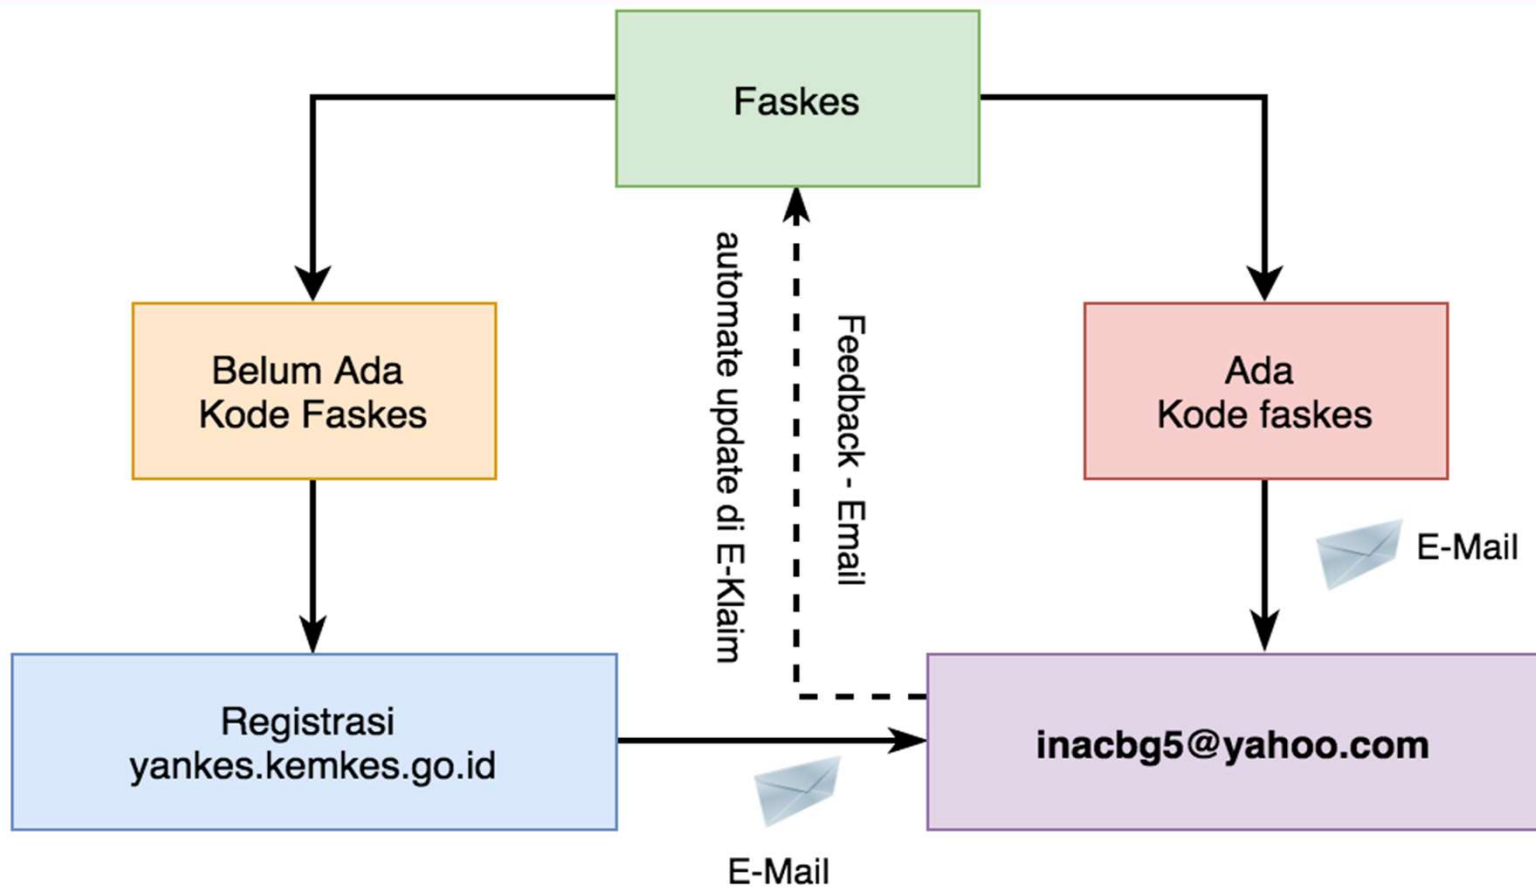 Faskes
Belum Ada
Kode Faskes
automate update di E-Klaim
Feedback - Email
Ada
Kode faskes
E-Mail
Registrasi
yankes.kemkes.go.id
inacbg5@yahoo.com
E-Mail